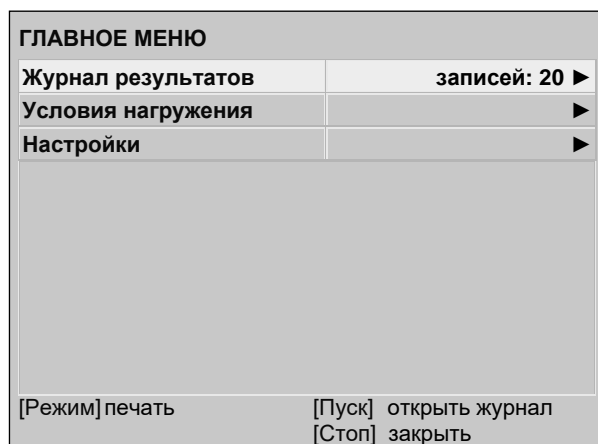 ГЛАВНОЕ МЕНЮ
Журнал результатов записей: 20 ►
Условия нагружения ►
Настройки ►
[Режим] печать [Пуск] открыть журнал
[Стоп] закрыть